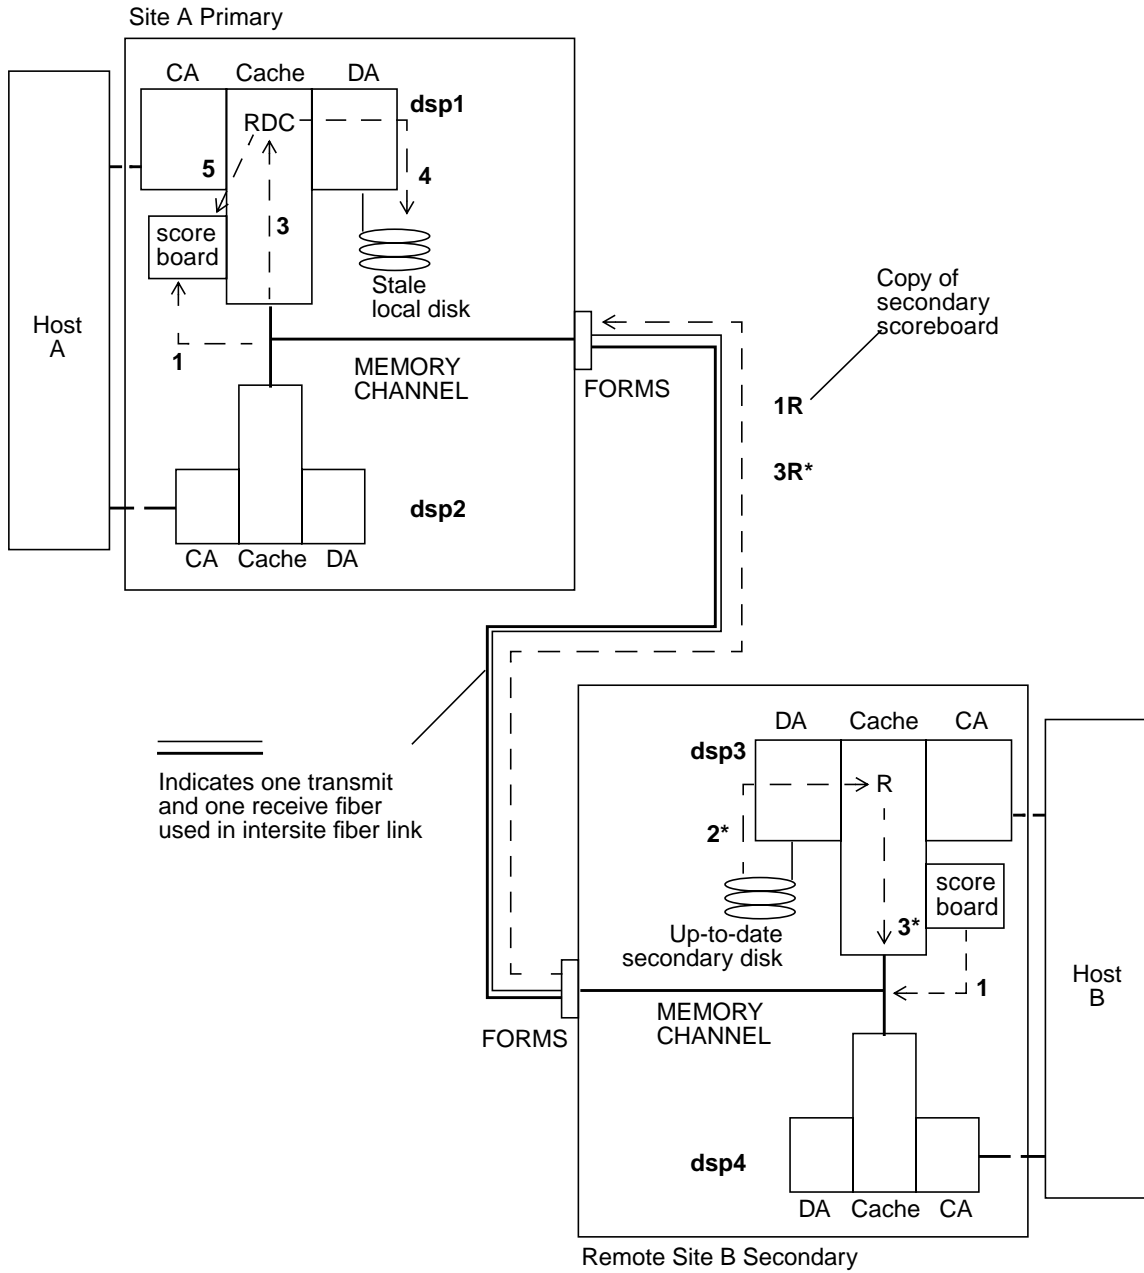 Site A Primary
CA
Cache
DA
dsp1
RDC
5
4
3
score
board
Stale
local disk
Host
A
1
MEMORY
CHANNEL
FORMS
Copy of
secondary
scoreboard
1R
3R*
dsp2
CA
Cache
DA
Indicates one transmit
and one receive fiber
used in intersite fiber link
DA
Cache
CA
dsp3
R
2*
score
board
3*
Up-to-date
secondary disk
1
Host
B
MEMORY
CHANNEL
FORMS
dsp4
DA
Cache
CA
Remote Site B Secondary